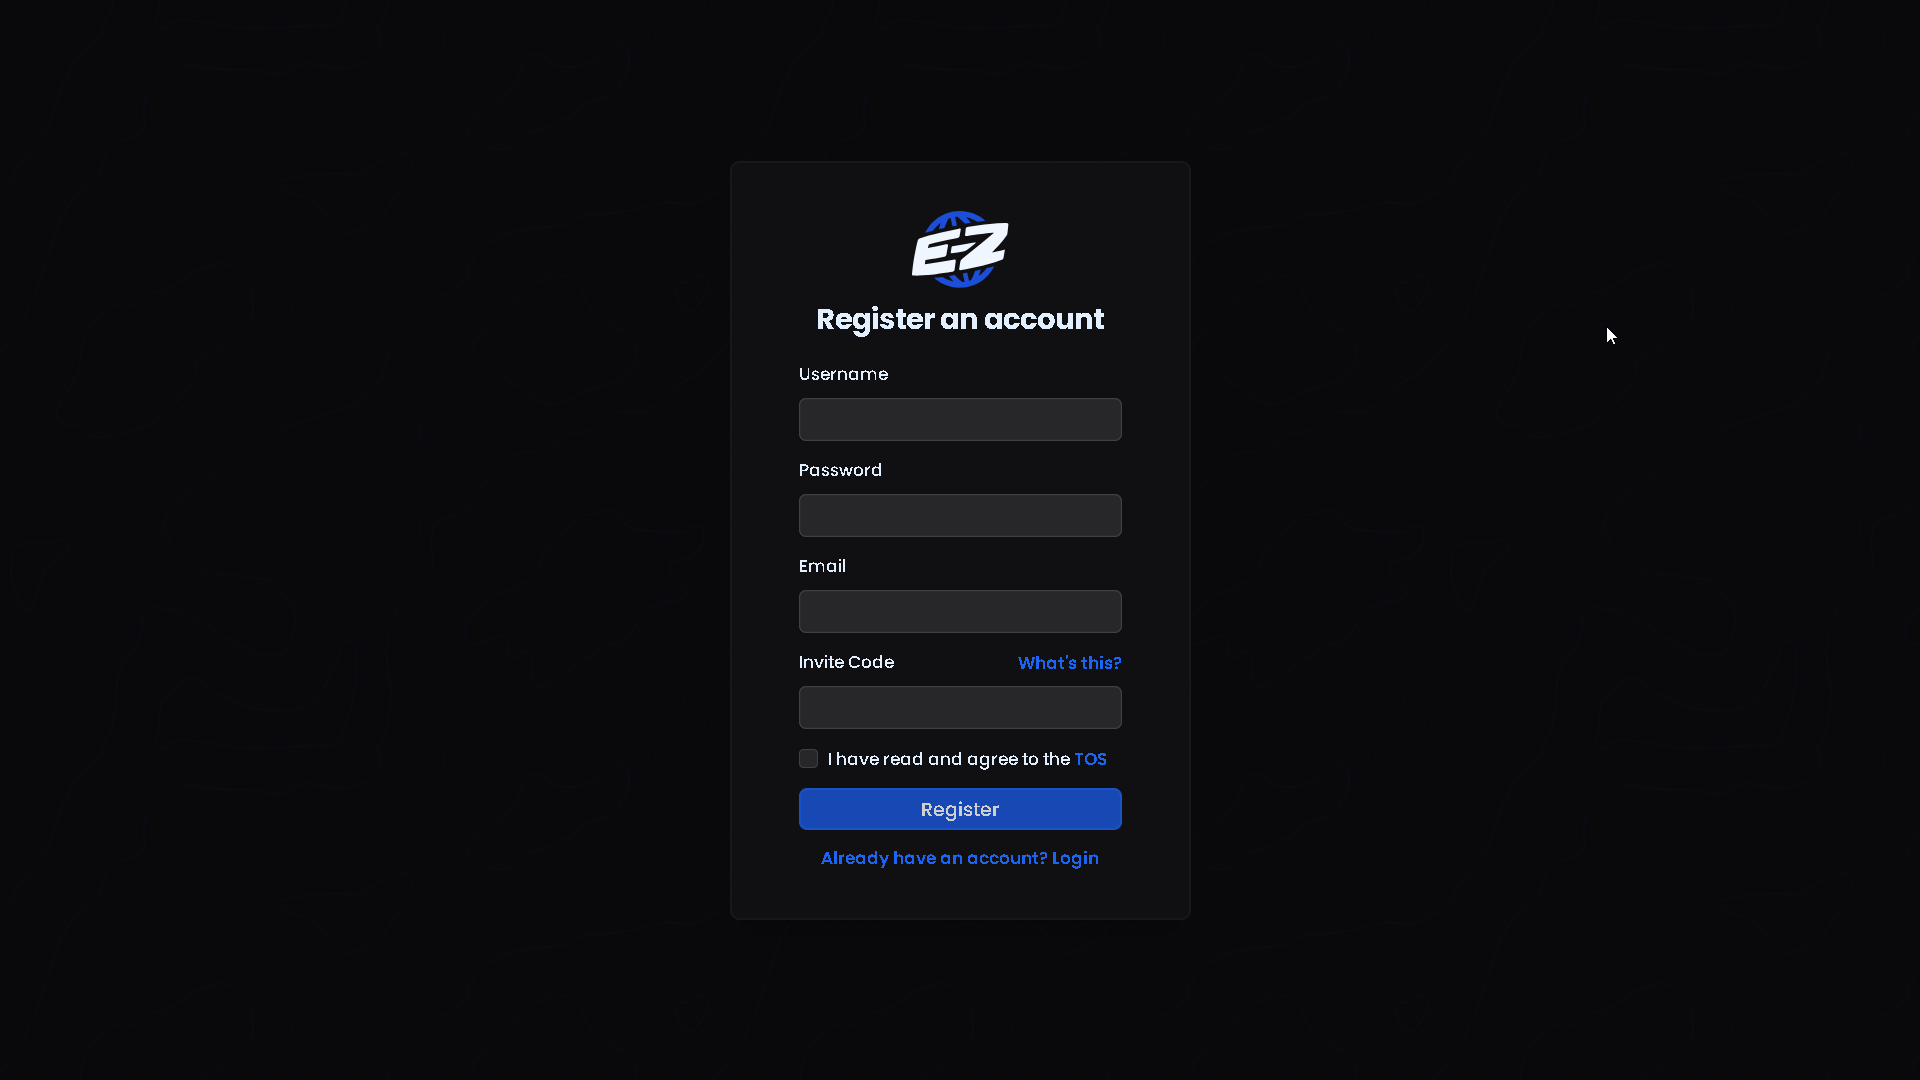 E-Z
Register an account
Username
Password
Email
Invite Code What's this?
I have read and agree to the TOS
Register
Already have an account? Login